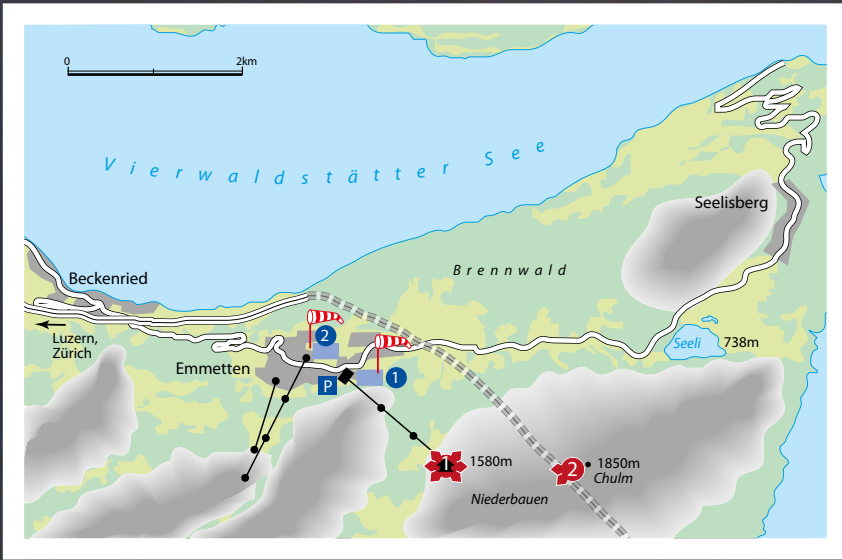 0
2km
Vierwaldstätter See
Seelisberg
Brennwald
Beckenried
Luzern,
Zürich
2
Seeli
738m
Emmetten
P
1
1
1580m
2
1850m
Chulm
Niederbauen